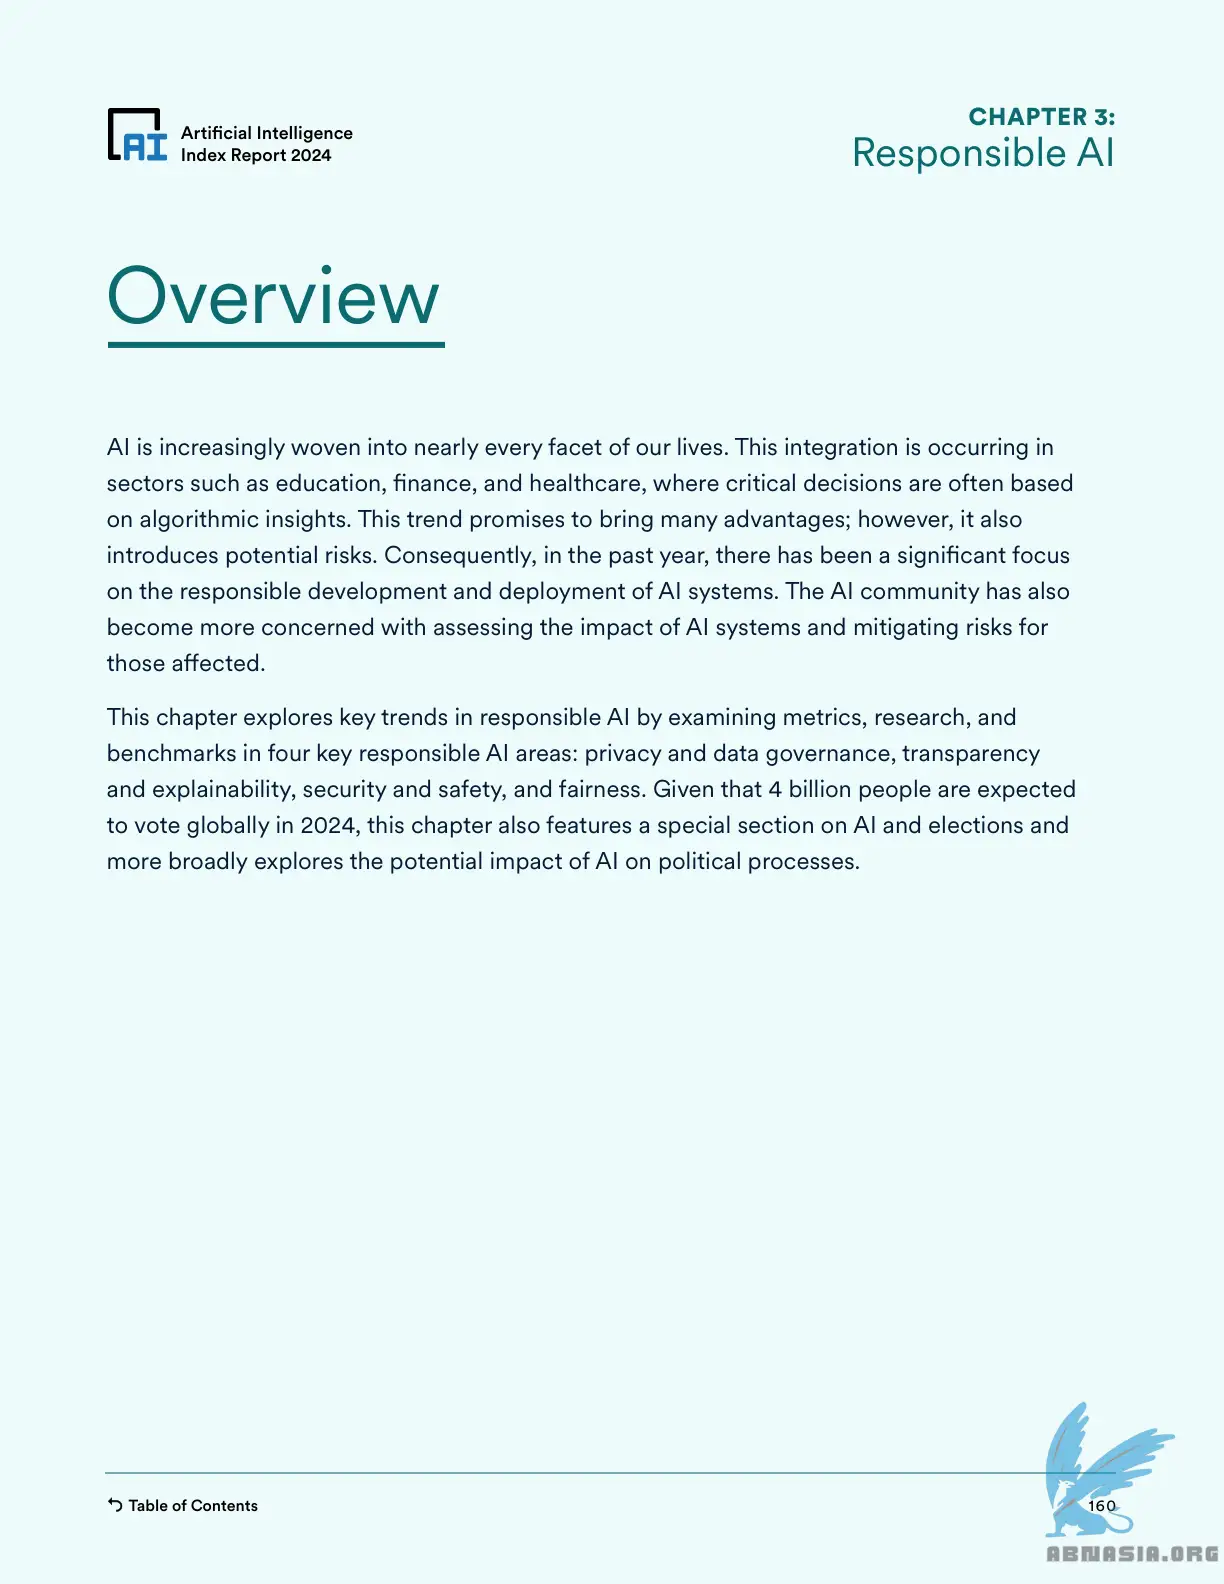 AI
Artificial Intelligence
Index Report 2024
CHAPTER 3:
Responsible AI
Overview
AI is increasingly woven into nearly every facet of our lives. This integration is occurring in
sectors such as education, finance, and healthcare, where critical decisions are often based
on algorithmic insights. This trend promises to bring many advantages; however, it also
introduces potential risks. Consequently, in the past year, there has been a significant focus
on the responsible development and deployment of AI systems. The AI community has also
become more concerned with assessing the impact of AI systems and mitigating risks for
those affected.
This chapter explores key trends in responsible AI by examining metrics, research, and
benchmarks in four key responsible AI areas: privacy and data governance, transparency
and explainability, security and safety, and fairness. Given that 4 billion people are expected
to vote globally in 2024, this chapter also features a special section on AI and elections and
more broadly explores the potential impact of AI on political processes.
Table of Contents
160
ABNASIA.ORG